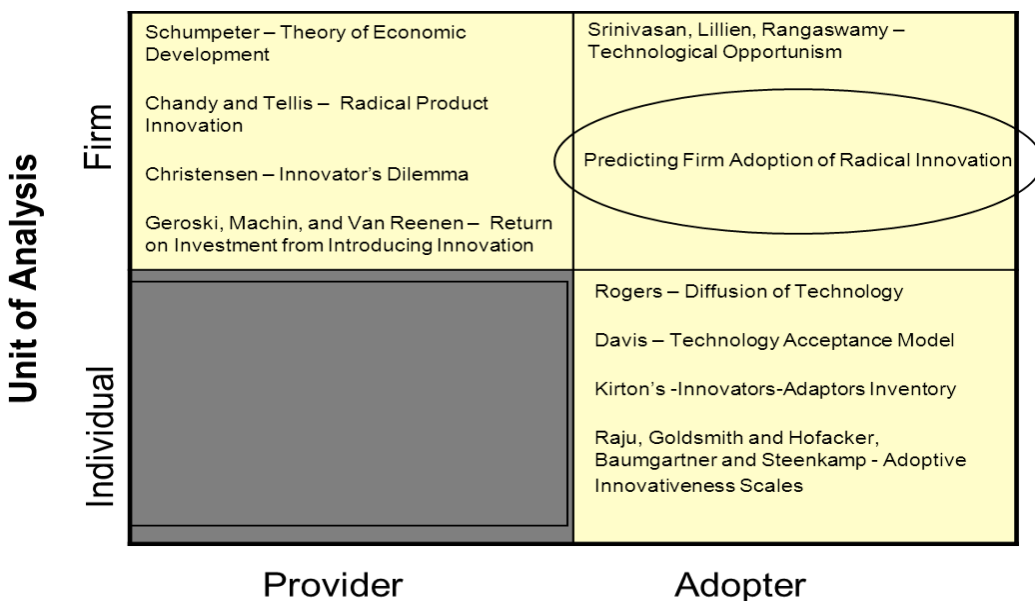 Unit of Analysis
Firm
Schumpeter – Theory of Economic
Development
Chandy and Tellis – Radical Product
Innovation
Christensen – Innovator's Dilemma
Geroski, Machin, and Van Reenen – Return
on Investment from Introducing Innovation
Srinivasan, Lillien, Rangaswamy –
Technological Opportunism
Predicting Firm Adoption of Radical Innovation
Individual
Rogers – Diffusion of Technology
Davis – Technology Acceptance Model
Kirton's -Innovators-Adaptors Inventory
Raju, Goldsmith and Hofacker,
Baumgartner and Steenkamp - Adoptive
Innovativeness Scales
Provider
Adopter